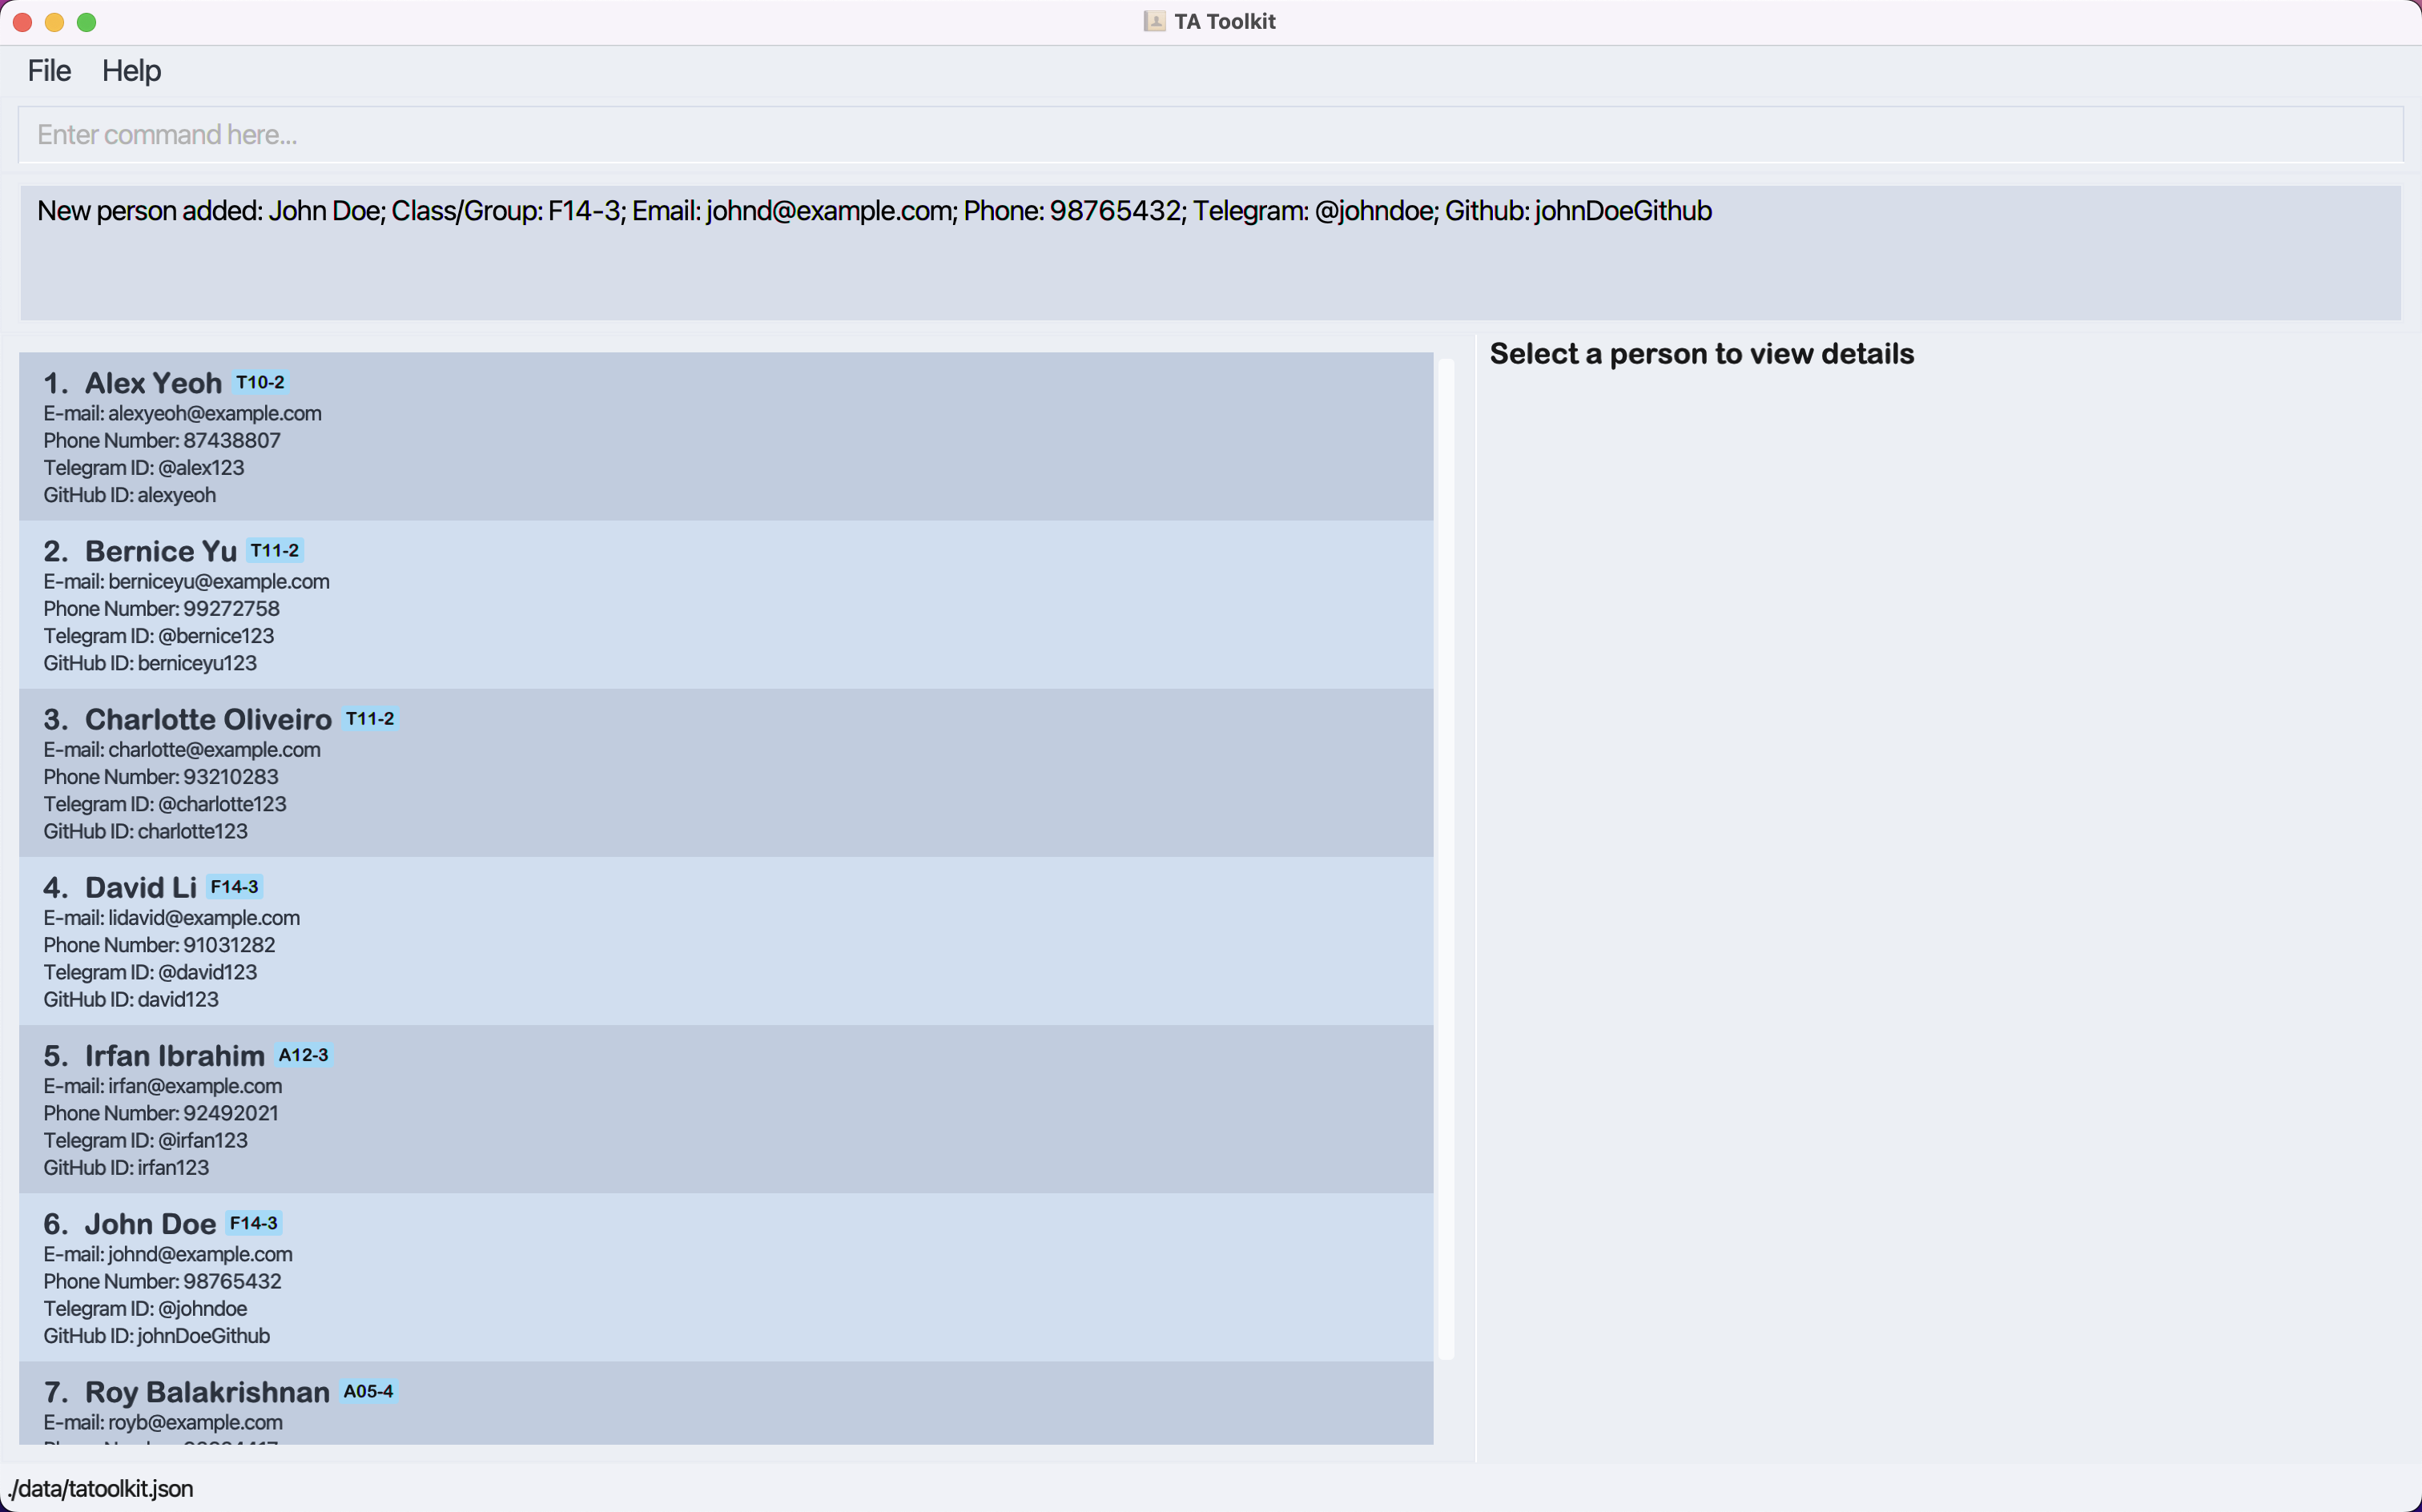 TA Toolkit
File Help
Enter command here...
New person added: John Doe; Class/Group: F14-3; Email: johnd@example.com; Phone: 98765432; Telegram: @johndoe; Github: johnDoeGithub
Select a person to view details
1. Alex Yeoh T10-2
E-mail: alexyeoh@example.com
Phone Number: 87438807
Telegram ID: @alex123
GitHub ID: alexyeoh
2. Bernice Yu T11-2
E-mail: berniceyu@example.com
Phone Number: 99272758
Telegram ID: @bernice123
GitHub ID: berniceyu123
3. Charlotte Oliveiro T11-2
E-mail: charlotte@example.com
Phone Number: 93210283
Telegram ID: @charlotte123
GitHub ID: charlotte123
4. David Li F14-3
E-mail: lidavid@example.com
Phone Number: 91031282
Telegram ID: @david123
GitHub ID: david123
5. Irfan Ibrahim A12-3
E-mail: irfan@example.com
Phone Number: 92492021
Telegram ID: @irfan123
GitHub ID: irfan123
6. John Doe F14-3
E-mail: johnd@example.com
Phone Number: 98765432
Telegram ID: @johndoe
GitHub ID: johnDoeGithub
7. Roy Balakrishnan A05-4
E-mail: royb@example.com
./data/tatoolkit.json